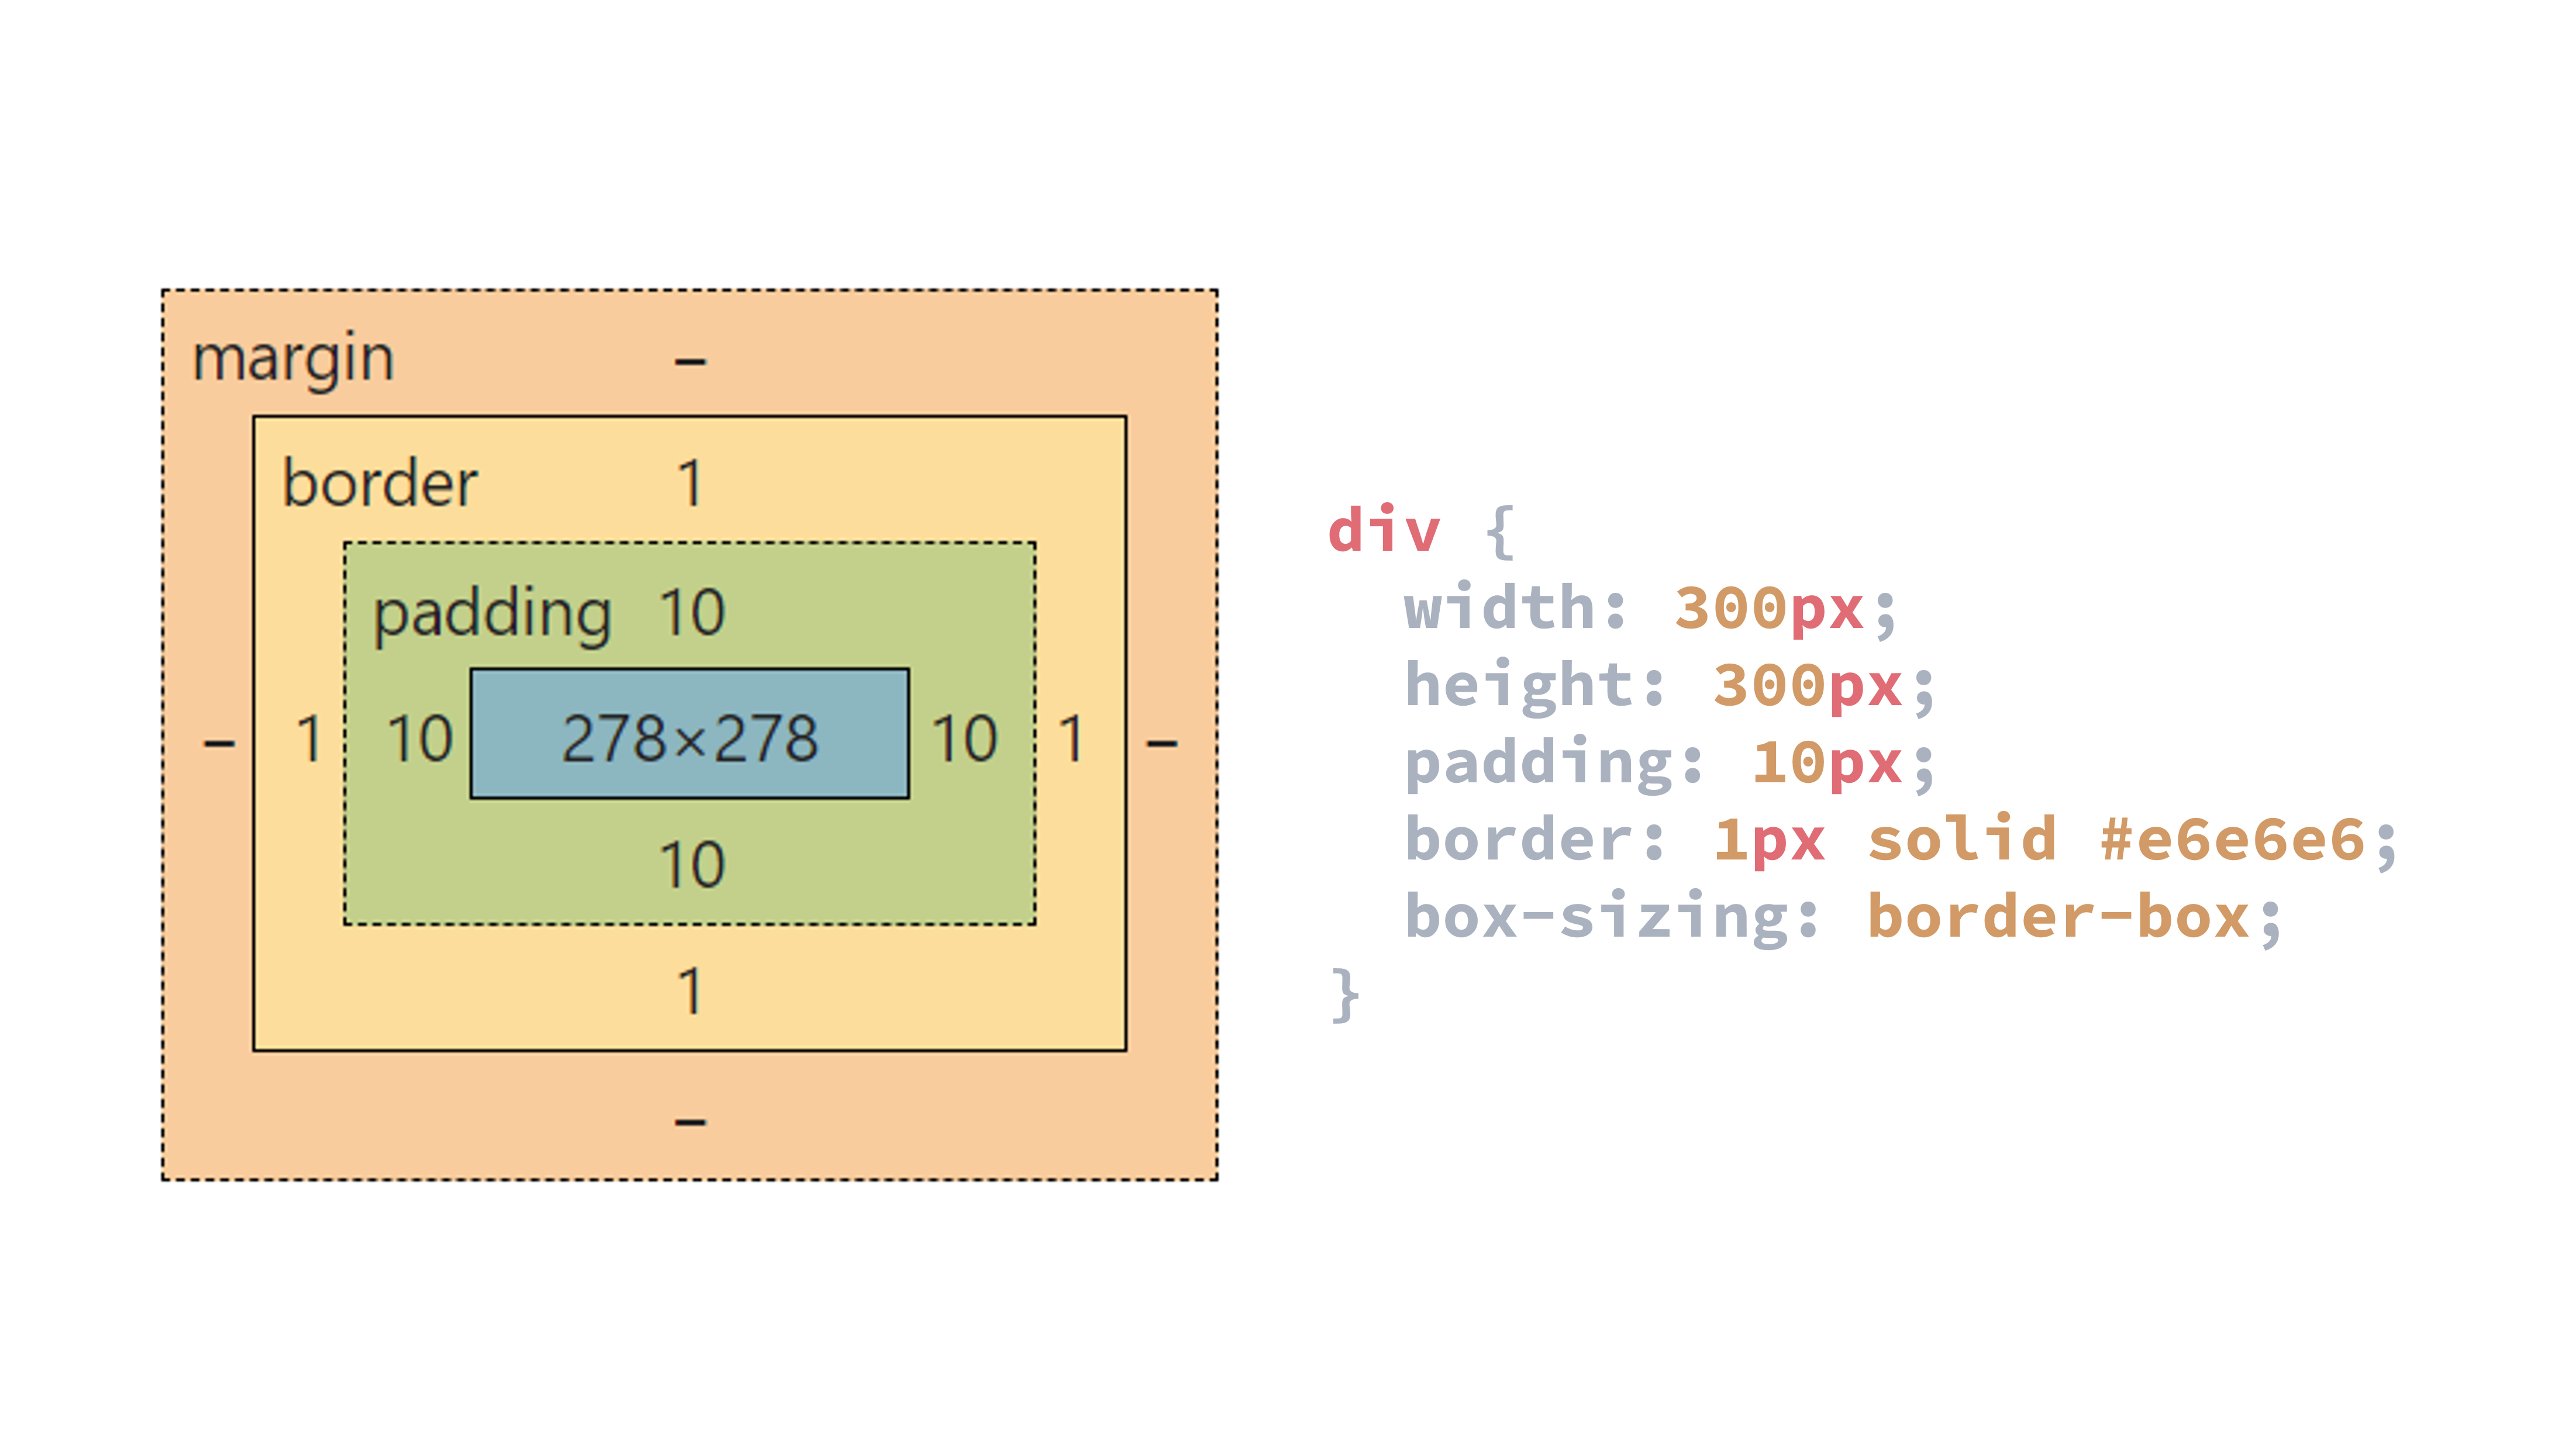 margin –
border 1
padding 10
– 1 10 278×278 10 1 –
10
1
–
div {
  width: 300px;
  height: 300px;
  padding: 10px;
  border: 1px solid #e6e6e6;
  box-sizing: border-box;
}